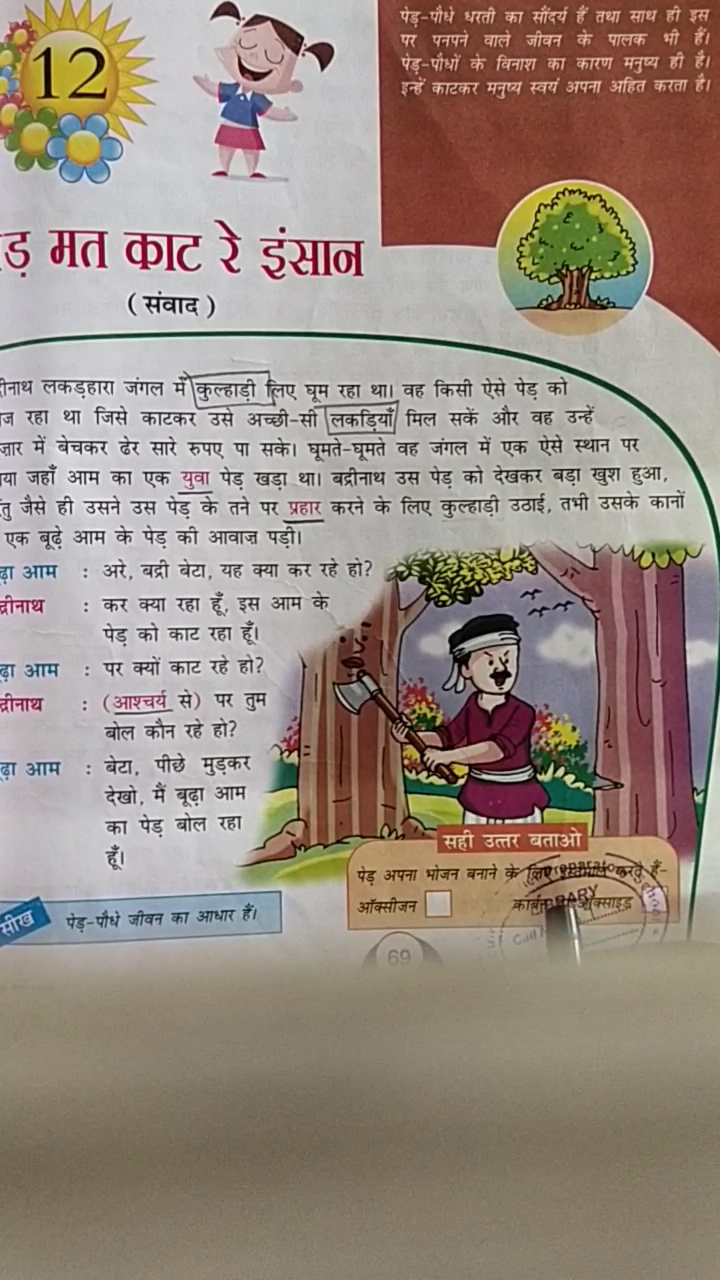 12
पेड़-पौधे धरती का सौंदर्य हैं तथा साथ ही इस
पर पनपने वाले जीवन के पालक भी हैं।
पेड़-पौधों के विनाश का कारण मनुष्य ही है।
इन्हें काटकर मनुष्य स्वयं अपना अहित करता है।
मत काट रे इंसान
(संवाद)
लकड़हारा जंगल में कुल्हाड़ी लिए घूम रहा था। वह किसी ऐसे पेड़ को
रहा था जिसे काटकर उसे अच्छी-सी लकड़ियाँ मिल सकें और वह उन्हें
में बेचकर ढेर सारे रुपए पा सके। घूमते-घूमते वह जंगल में एक ऐसे स्थान पर
जहाँ आम का एक युवा पेड़ खड़ा था। बद्रीनाथ उस पेड़ को देखकर बड़ा खुश हुआ,
जैसे ही उसने उस पेड़ के तने पर प्रहार करने के लिए कुल्हाड़ी उठाई, तभी उसके कानों
एक बूढ़े आम के पेड़ की आवाज़ पड़ी।
आम : अरे, बद्री बेटा, यह क्या कर रहे हो?
: कर क्या रहा हूँ, इस आम के
पेड़ को काट रहा हूँ।
आम : पर क्यों काट रहे हो?
: (आश्चर्य से) पर तुम
बोल कौन रहे हो?
आम : बेटा, पीछे मुड़कर
देखो, मैं बूढ़ा आम
का पेड़ बोल रहा
हूँ।
सही उत्तर बताओ
पेड़ अपना भोजन बनाने के लिए करते हैं-
ऑक्सीजन
सीख
पेड़-पौधे जीवन का आधार हैं।
69